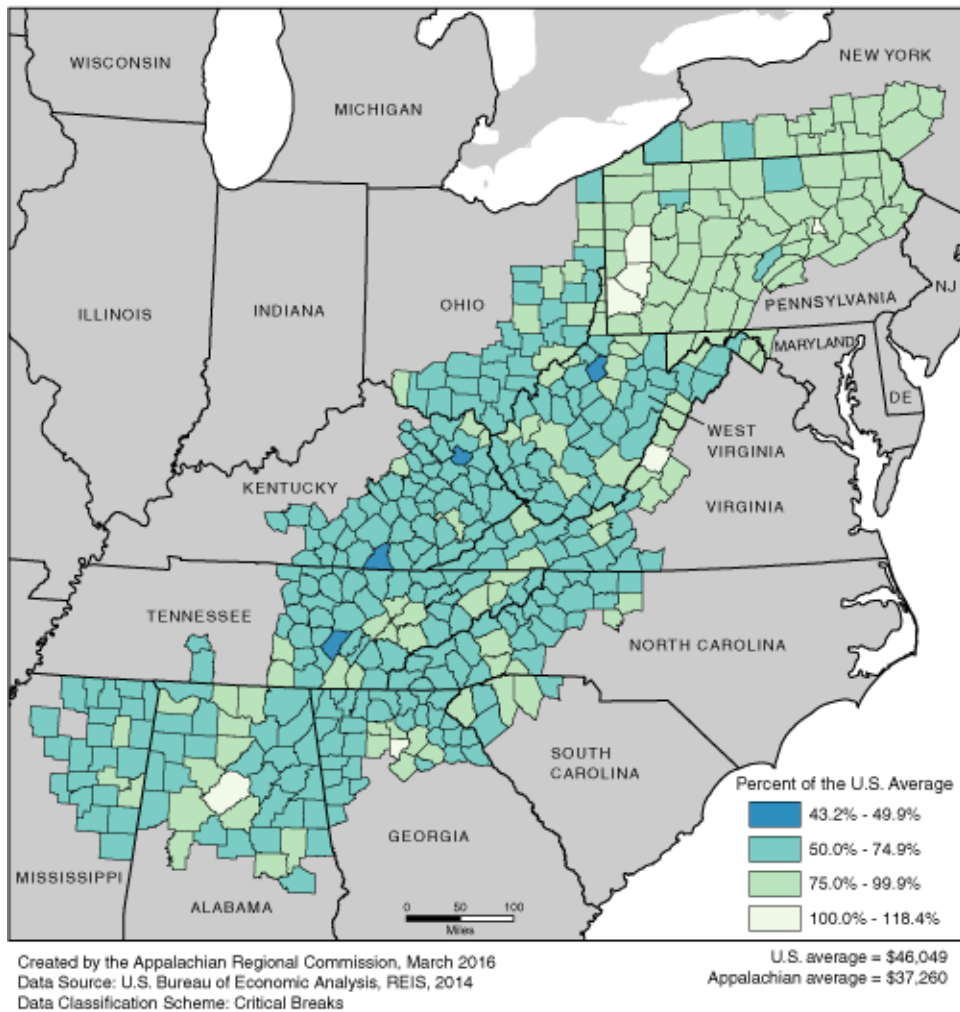 WISCONSIN
NEW YORK
MICHIGAN
ILLINOIS
INDIANA
OHIO
PENNSYLVANIA
NJ
MARYLAND
DE
WEST
VIRGINIA
KENTUCKY
VIRGINIA
TENNESSEE
NORTH CAROLINA
SOUTH
CAROLINA
GEORGIA
MISSISSIPPI
ALABAMA
Percent of the U.S. Average
43.2% - 49.9%
50.0% - 74.9%
75.0% - 99.9%
100.0% - 118.4%
0 50 100
Miles
Created by the Appalachian Regional Commission, March 2016
Data Source: U.S. Bureau of Economic Analysis, REIS, 2014
Data Classification Scheme: Critical Breaks
U.S. average = $46,049
Appalachian average = $37,260